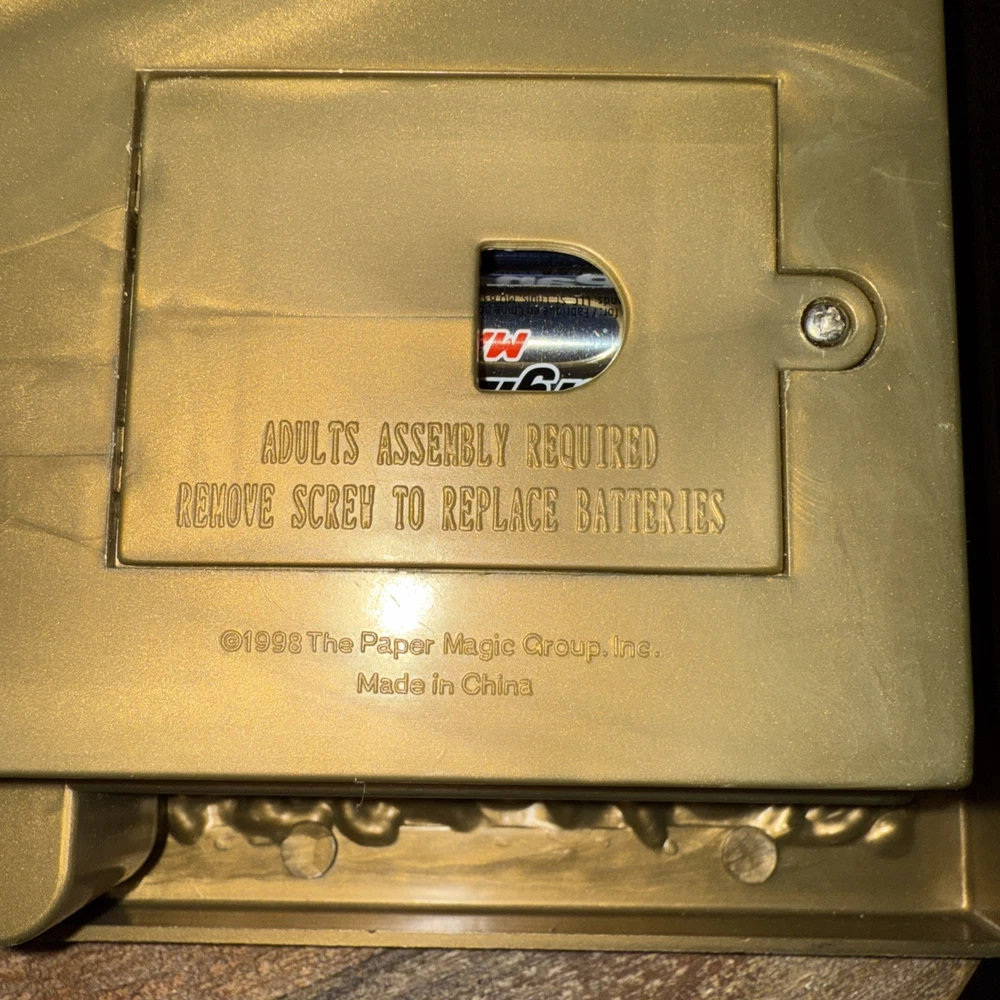 ADULTS ASSEMBLY REQUIRED
REMOVE SCREW TO REPLACE BATTERIES
©1998 The Paper Magic Group, Inc.
Made in China